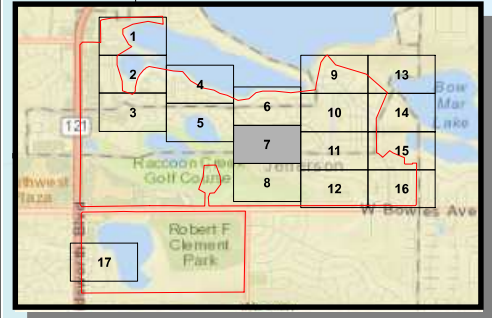 1
2
3
4
5
6
7
8
9
10
11
12
13
14
15
16
17
121
Bow
Mar
Lake
Raccoon Creek
Golf Course
Jefferson
Plaza
W Bowles Ave
Robert F
Clement
Park